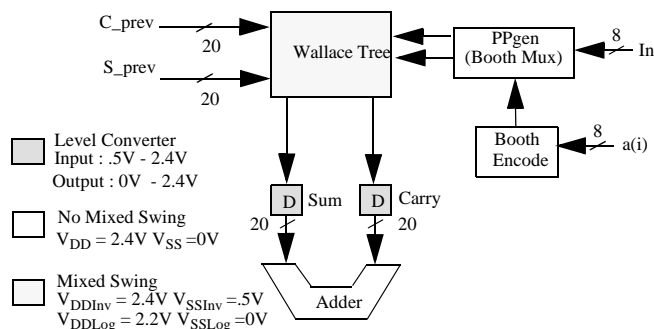 C_prev
20
S_prev
20
Wallace Tree
PPgen
(Booth Mux)
8
In
Booth
Encode
8
a(i)
Level Converter
Input : .5V - 2.4V
Output : 0V - 2.4V
D
Sum
D
Carry
20
20
No Mixed Swing
VDD = 2.4V VSS =0V
Mixed Swing
VDDInv = 2.4V VSSInv =.5V
VDDLog = 2.2V VSSLog =0V
Adder